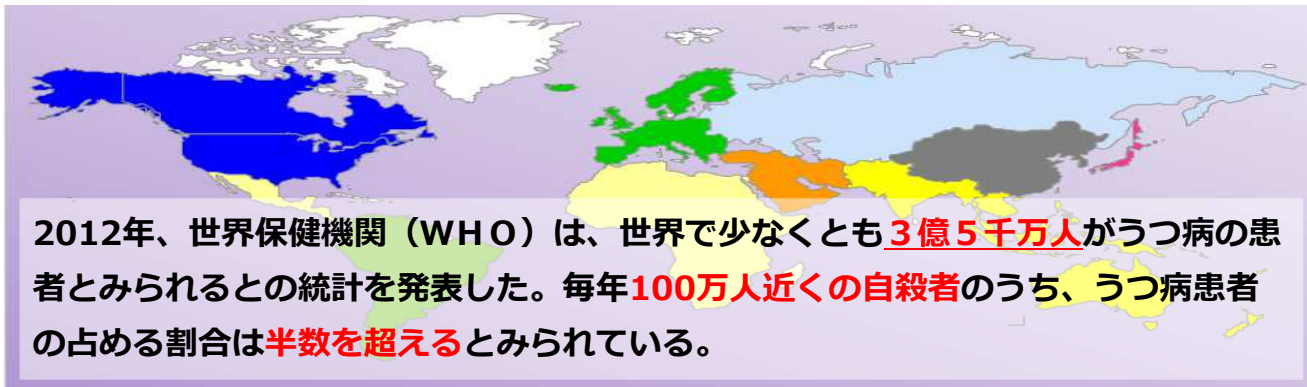 2012年、世界保健機関（WHO）は、世界で少なくとも３億５千万人がうつ病の患
者とみられるとの統計を発表した。毎年100万人近くの自殺者のうち、うつ病患者
の占める割合は半数を超えるとみられている。